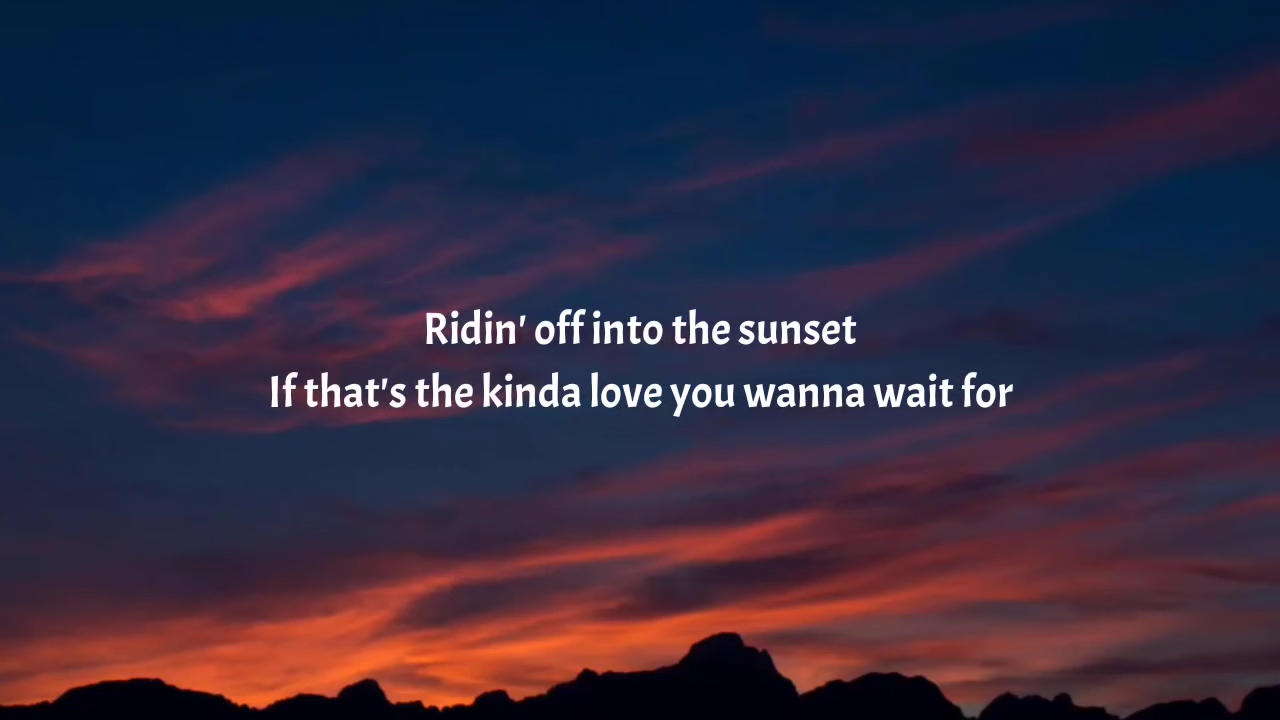 Ridin' off into the sunset
If that's the kinda love you wanna wait for